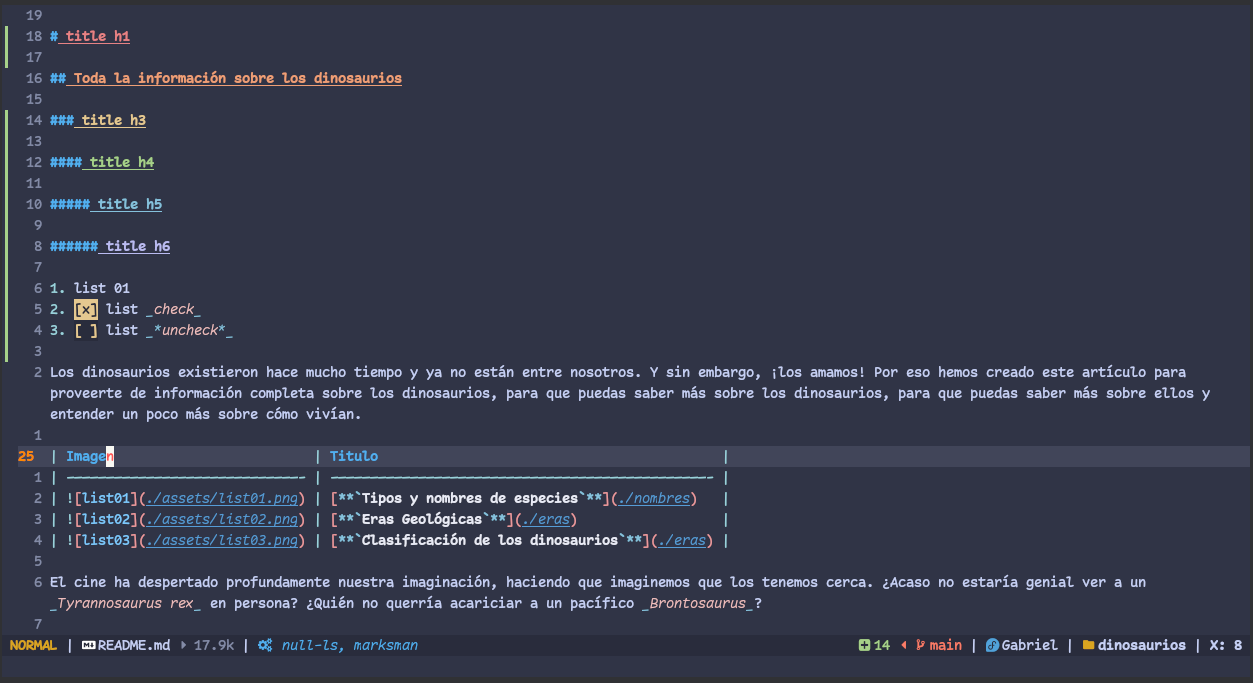 19
18 # title h1
17
16 ## Toda la información sobre los dinosaurios
15
14 ### title h3
13
12 #### title h4
11
10 ##### title h5
9
8 ###### title h6
7
6 1. list 01
5 2. [x] list _check_
4 3. [ ] list _*uncheck*_
3
2 Los dinosaurios existieron hace mucho tiempo y ya no están entre nosotros. Y sin embargo, ¡los amamos! Por eso hemos creado este artículo para
proveerte de información completa sobre los dinosaurios, para que puedas saber más sobre los dinosaurios, para que puedas saber más sobre ellos y
entender un poco más sobre cómo vivían.
1
25 | Imagen | Titulo |
1 | ------------------------------ | ------------------------------------------------ |
2 | ![list01](./assets/list01.png) | [**`Tipos y nombres de especies`**](./nombres) |
3 | ![list02](./assets/list02.png) | [**`Eras Geológicas`**](./eras) |
4 | ![list03](./assets/list03.png) | [**`Clasificación de los dinosaurios`**](./eras) |
5
6 El cine ha despertado profundamente nuestra imaginación, haciendo que imaginemos que los tenemos cerca. ¿Acaso no estaría genial ver a un
_Tyrannosaurus rex_ en persona? ¿Quién no querría acariciar a un pacífico _Brontosaurus_?
7
NORMAL | README.md 17.9k | null-ls, marksman 14 main | Gabriel | dinosaurios | X: 8